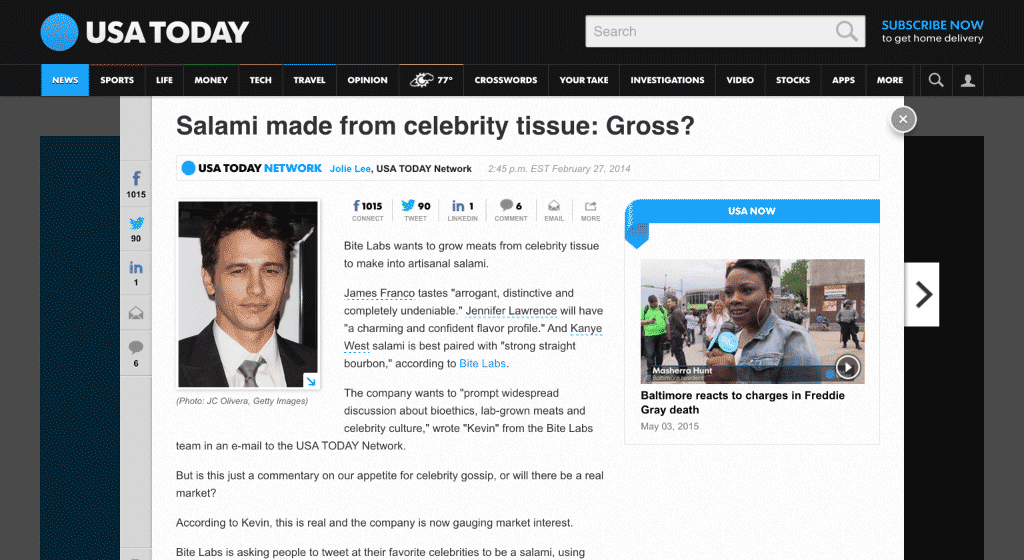 USA TODAY
Search
SUBSCRIBE NOW
to get home delivery
NEWS
SPORTS
LIFE
MONEY
TECH
TRAVEL
OPINION
77°
CROSSWORDS
YOUR TAKE
INVESTIGATIONS
VIDEO
STOCKS
APPS
MORE
Salami made from celebrity tissue: Gross?
USA TODAY NETWORK Jolie Lee, USA TODAY Network 2:45 p.m. EST February 27, 2014
1015
90
in
1
6
f 1015
CONNECT
90
TWEET
in 1
LINKEDIN
6
COMMENT
EMAIL
MORE
(Photo: JC Olivera, Getty Images)
Bite Labs wants to grow meats from celebrity tissue
to make into artisanal salami.
James Franco tastes "arrogant, distinctive and
completely undeniable." Jennifer Lawrence will have
"a charming and confident flavor profile." And Kanye
West salami is best paired with "strong straight
bourbon," according to Bite Labs.
The company wants to "prompt widespread
discussion about bioethics, lab-grown meats and
celebrity culture," wrote "Kevin" from the Bite Labs
team in an e-mail to the USA TODAY Network.
But is this just a commentary on our appetite for celebrity gossip, or will there be a real
market?
According to Kevin, this is real and the company is now gauging market interest.
Bite Labs is asking people to tweet at their favorite celebrities to be a salami, using
USA NOW
Masherra Hunt
Baltimore resident
Baltimore reacts to charges in Freddie
Gray death
May 03, 2015